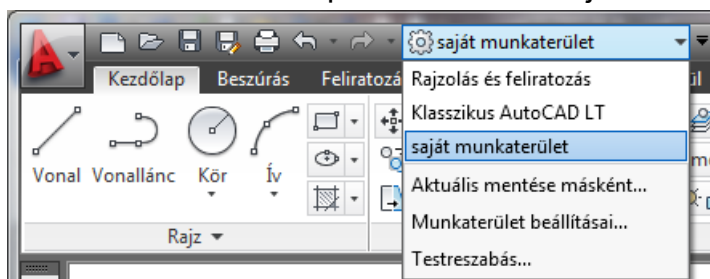 saját munkaterület
Kezdőlap Beszúrás
Rajzolás és feliratozás
Klasszikus AutoCAD LT
saját munkaterület
Vonal Vonallánc Kör Ív
Aktuális mentése másként...
Munkaterület beállításai...
Rajz
Testreszabás...